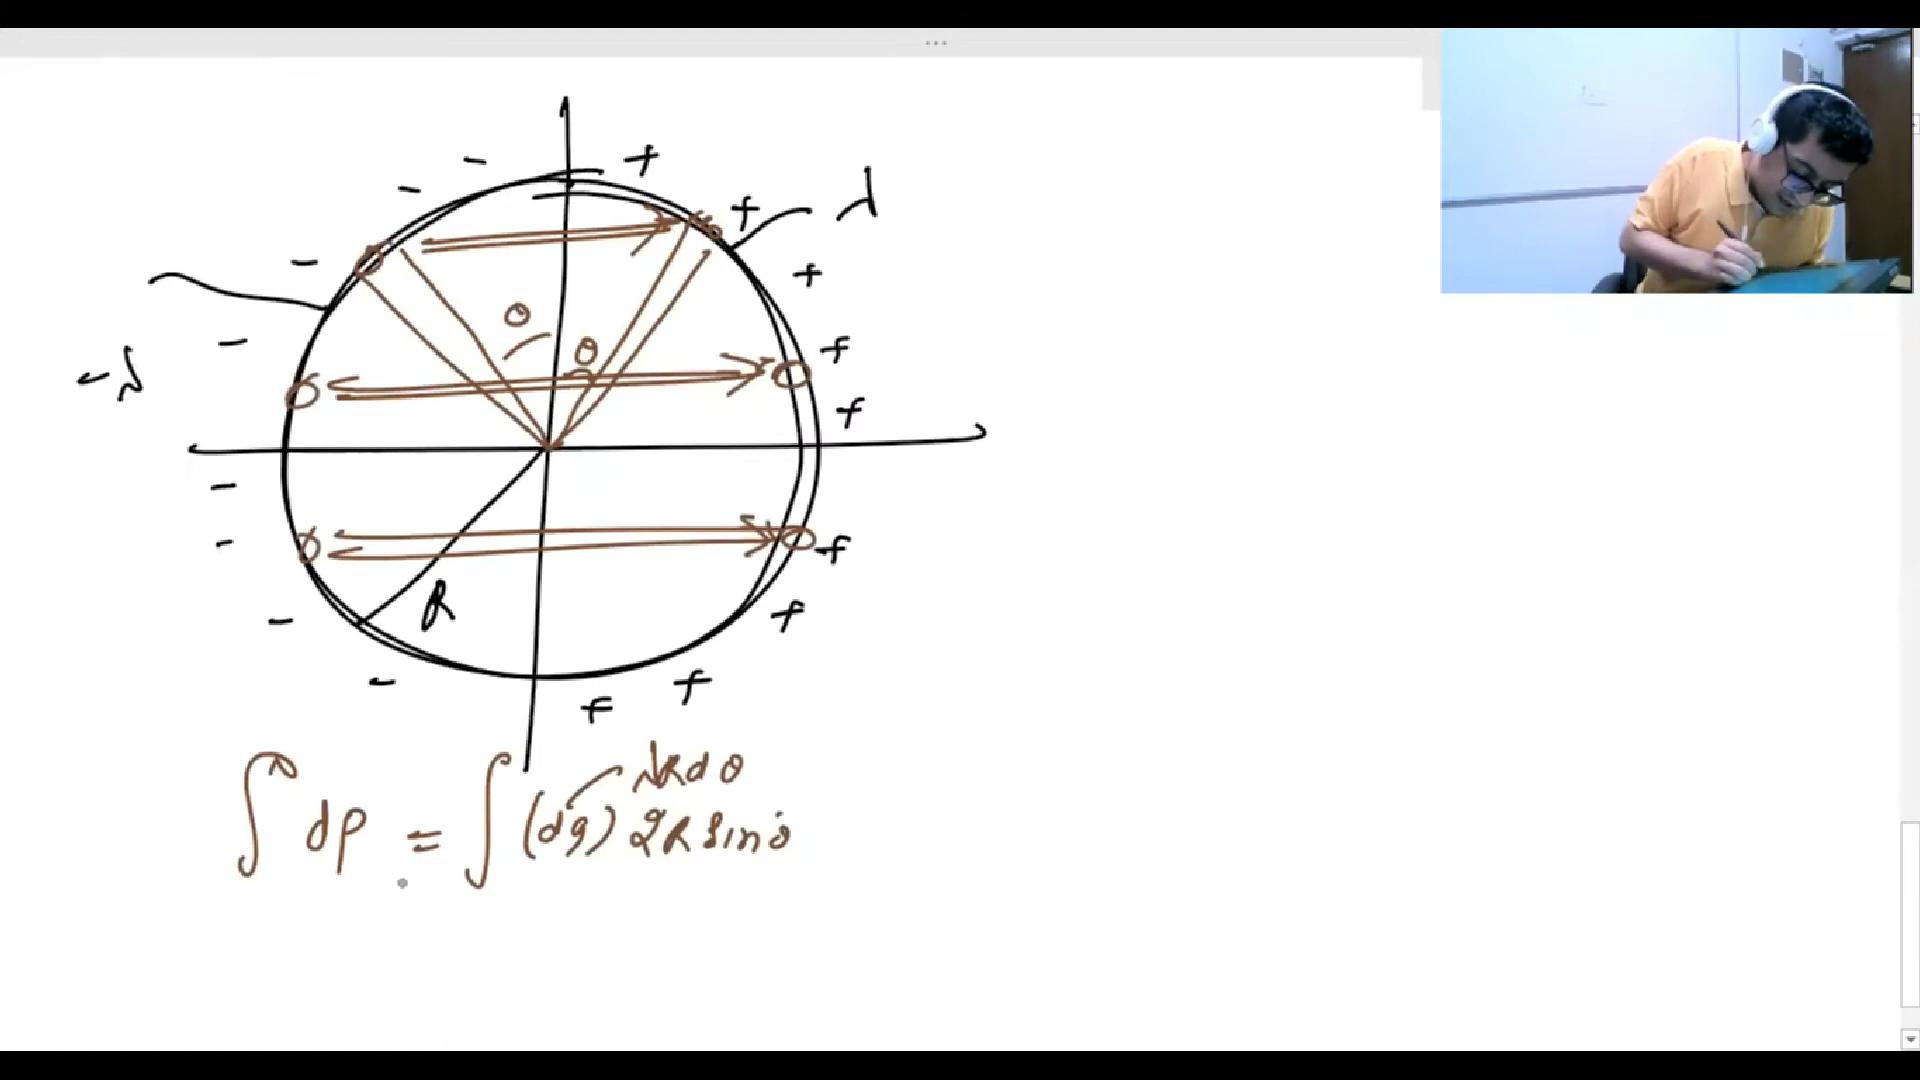 - - +
- + λ
- +
- θ +
-λ θ +
-
- +
- R +
- + +
λRdθ
∫ dp = ∫ (dq) 2R sinθ